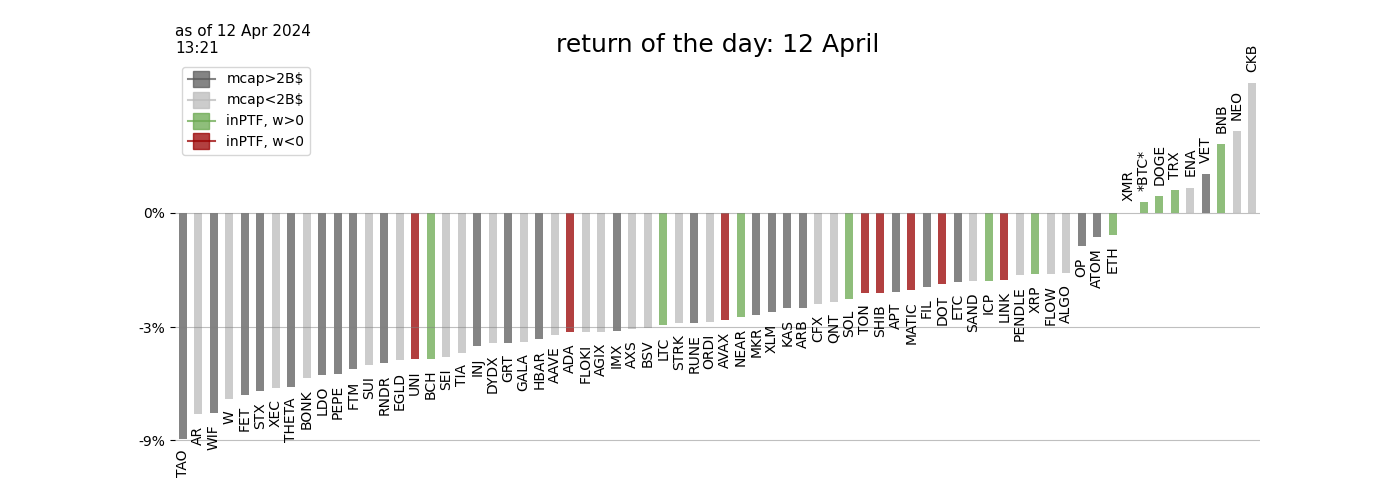 as of 12 Apr 2024
13:21
return of the day: 12 April
mcap>2B$
mcap<2B$
inPTF, w>0
inPTF, w<0
0%
-3%
-9%
TAO
AR
WIF
W
FET
STX
XEC
THETA
BONK
LDO
PEPE
FTM
SUI
RNDR
EGLD
UNI
BCH
SEI
TIA
INJ
DYDX
GRT
GALA
HBAR
AAVE
ADA
FLOKI
AGIX
IMX
AXS
BSV
LTC
STRK
RUNE
ORDI
AVAX
NEAR
MKR
XLM
KAS
ARB
CFX
QNT
SOL
TON
SHIB
APT
MATIC
FIL
DOT
ETC
SAND
ICP
LINK
PENDLE
XRP
FLOW
ALGO
OP
ATOM
ETH
XMR
*BTC*
DOGE
TRX
ENA
VET
BNB
NEO
CKB